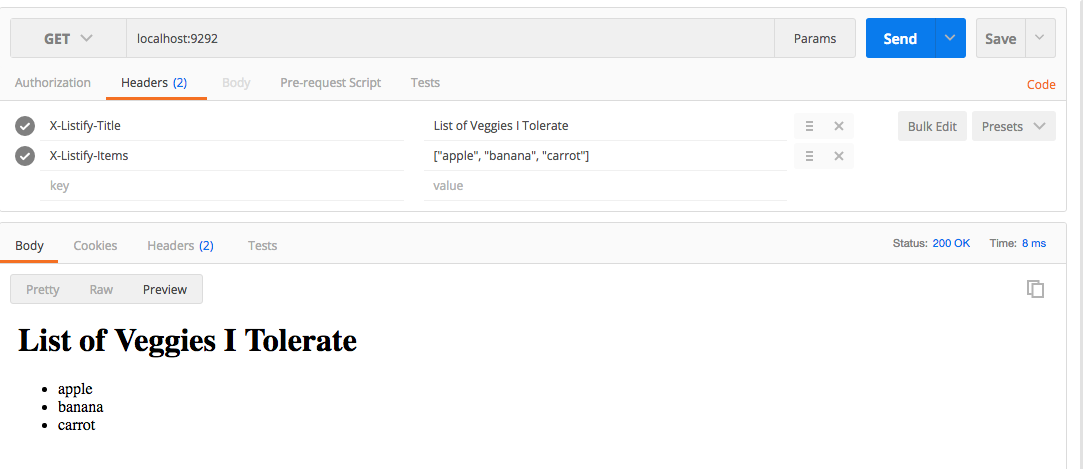 GET localhost:9292 Params Send Save
Authorization Headers (2) Body Pre-request Script Tests Code
X-Listify-Title List of Veggies I Tolerate Bulk Edit Presets
X-Listify-Items ["apple", "banana", "carrot"]
key value
Body Cookies Headers (2) Tests Status: 200 OK Time: 8 ms
Pretty Raw Preview
List of Veggies I Tolerate
• apple
• banana
• carrot